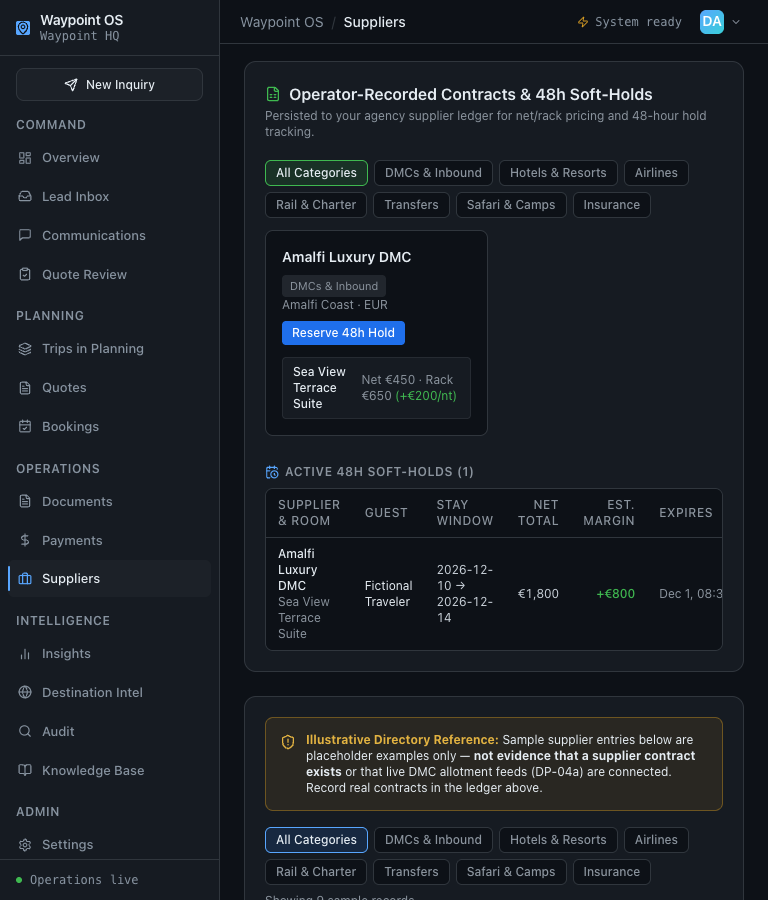 Waypoint OS
Waypoint HQ
New Inquiry
COMMAND
Overview
Lead Inbox
Communications
Quote Review
PLANNING
Trips in Planning
Quotes
Bookings
OPERATIONS
Documents
Payments
Suppliers
INTELLIGENCE
Insights
Destination Intel
Audit
Knowledge Base
ADMIN
Settings
Operations live
Waypoint OS / Suppliers
System ready
DA
Operator-Recorded Contracts & 48h Soft-Holds
Persisted to your agency supplier ledger for net/rack pricing and 48-hour hold
tracking.
All Categories DMCs & Inbound Hotels & Resorts Airlines
Rail & Charter Transfers Safari & Camps Insurance
Amalfi Luxury DMC
DMCs & Inbound
Amalfi Coast · EUR
Reserve 48h Hold
Sea View
Terrace
Suite
Net €450 · Rack
€650 (+€200/nt)
ACTIVE 48H SOFT-HOLDS (1)
SUPPLIER
& ROOM
GUEST
STAY
WINDOW
NET
TOTAL
EST.
MARGIN
EXPIRES
Amalfi
Luxury
DMC
Sea View
Terrace
Suite
Fictional
Traveler
2026-12-
10 →
2026-12-
14
€1,800
+€800
Dec 1, 08:3
Illustrative Directory Reference: Sample supplier entries below are
placeholder examples only — not evidence that a supplier contract
exists or that live DMC allotment feeds (DP-04a) are connected.
Record real contracts in the ledger above.
All Categories DMCs & Inbound Hotels & Resorts Airlines
Rail & Charter Transfers Safari & Camps Insurance